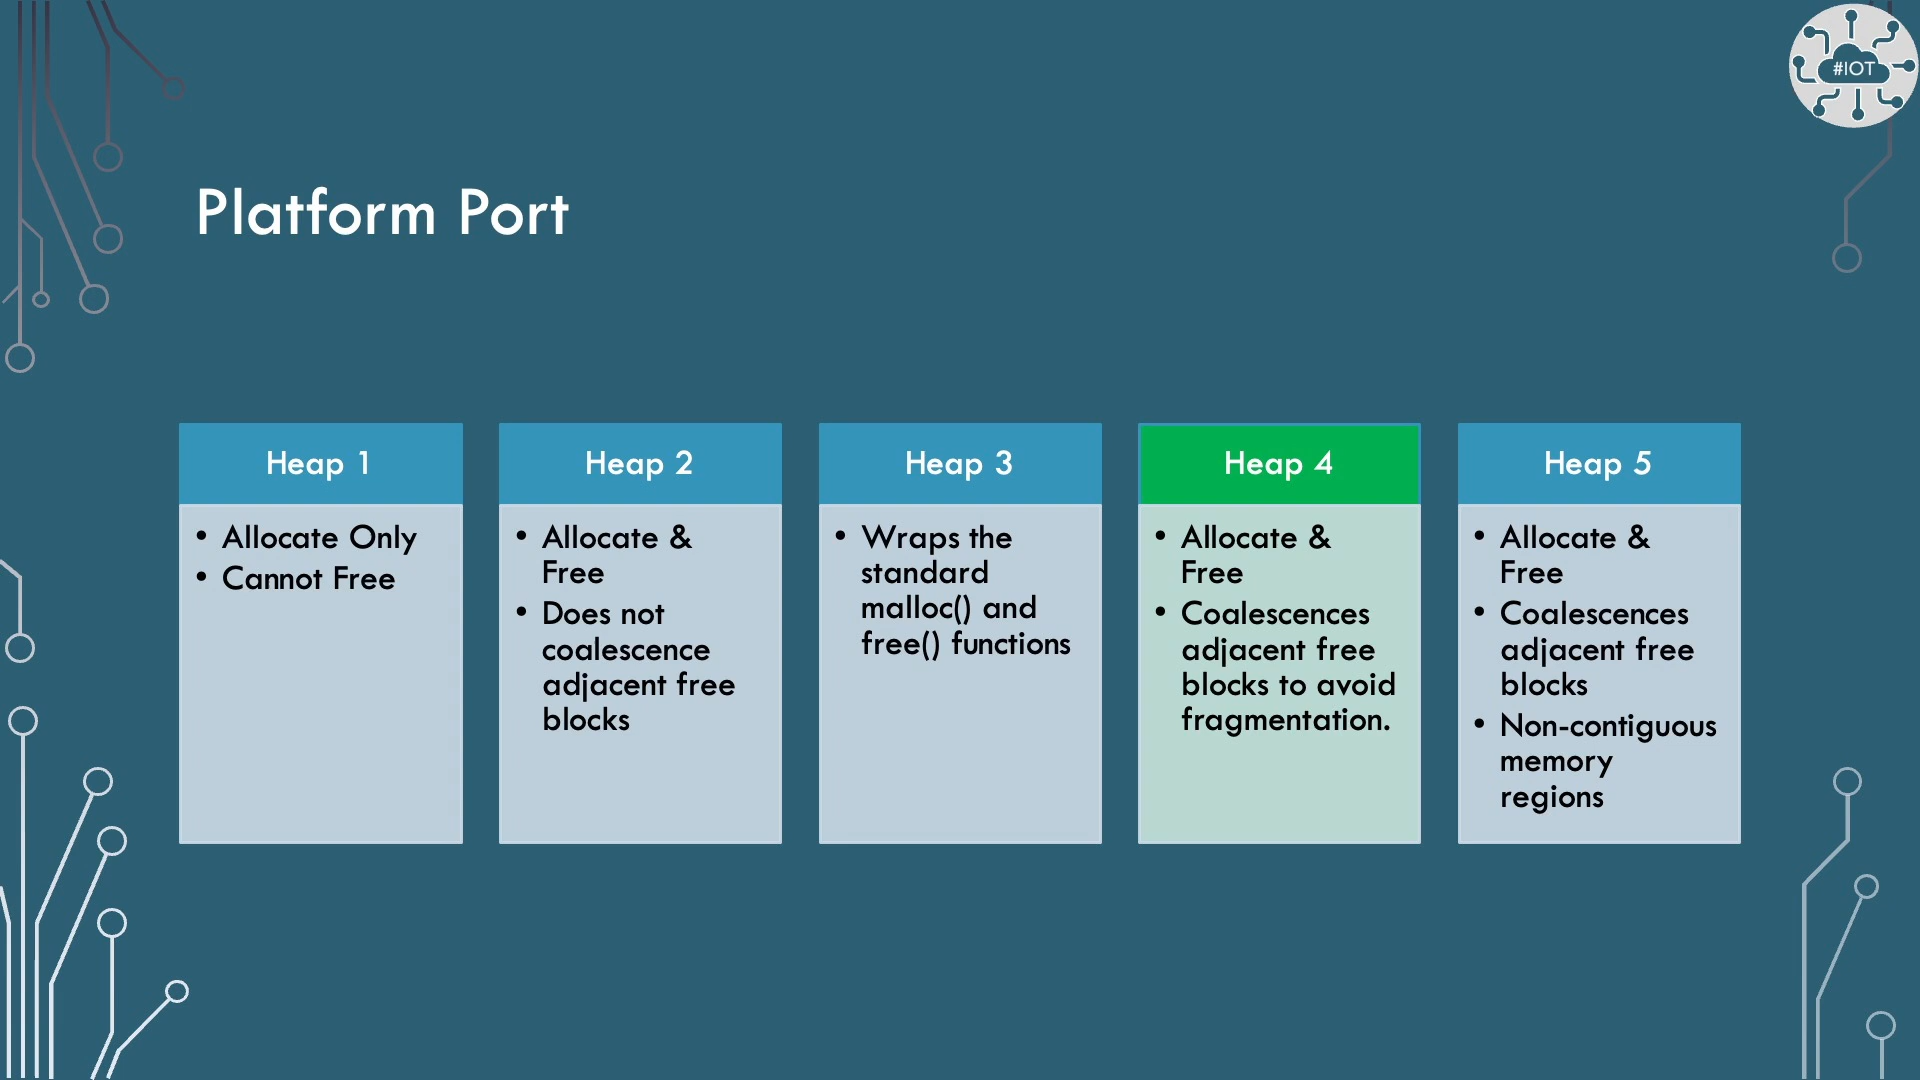 #IOT
Platform Port
Heap 1
• Allocate Only
• Cannot Free
Heap 2
• Allocate &
Free
• Does not
coalescence
adjacent free
blocks
Heap 3
• Wraps the
standard
malloc() and
free() functions
Heap 4
• Allocate &
Free
• Coalescences
adjacent free
blocks to avoid
fragmentation.
Heap 5
• Allocate &
Free
• Coalescences
adjacent free
blocks
• Non-contiguous
memory
regions